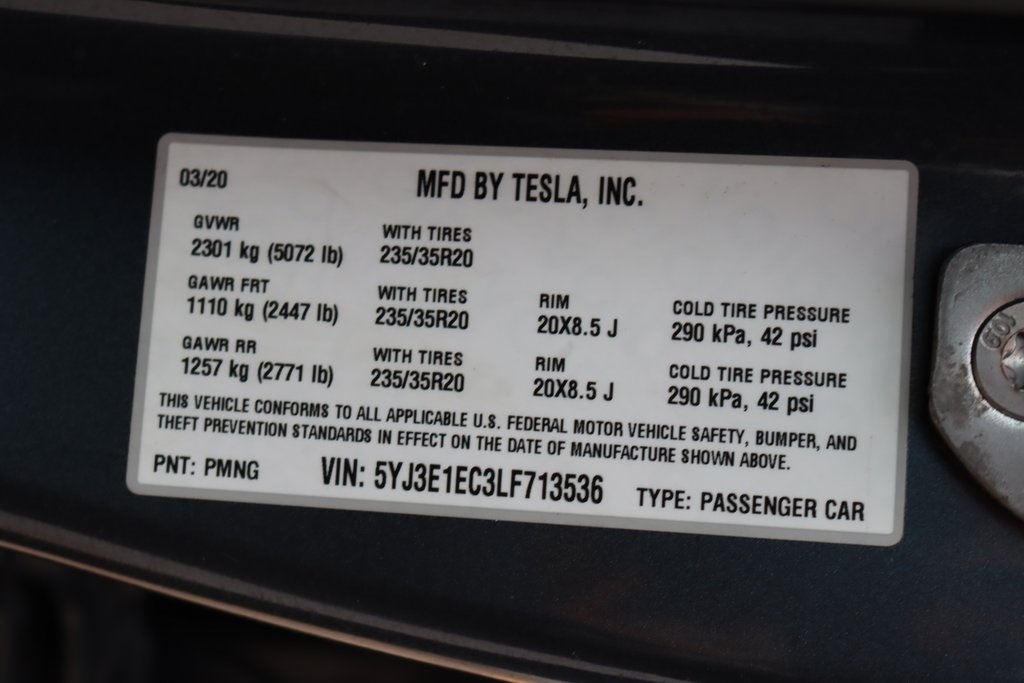 03/20 MFD BY TESLA, INC.
GVWR WITH TIRES
2301 kg (5072 lb) 235/35R20
GAWR FRT WITH TIRES RIM COLD TIRE PRESSURE
1110 kg (2447 lb) 235/35R20 20X8.5 J 290 kPa, 42 psi
GAWR RR WITH TIRES RIM COLD TIRE PRESSURE
1257 kg (2771 lb) 235/35R20 20X8.5 J 290 kPa, 42 psi
THIS VEHICLE CONFORMS TO ALL APPLICABLE U.S. FEDERAL MOTOR VEHICLE SAFETY, BUMPER, AND
THEFT PREVENTION STANDARDS IN EFFECT ON THE DATE OF MANUFACTURE SHOWN ABOVE.
PNT: PMNG VIN: 5YJ3E1EC3LF713536 TYPE: PASSENGER CAR